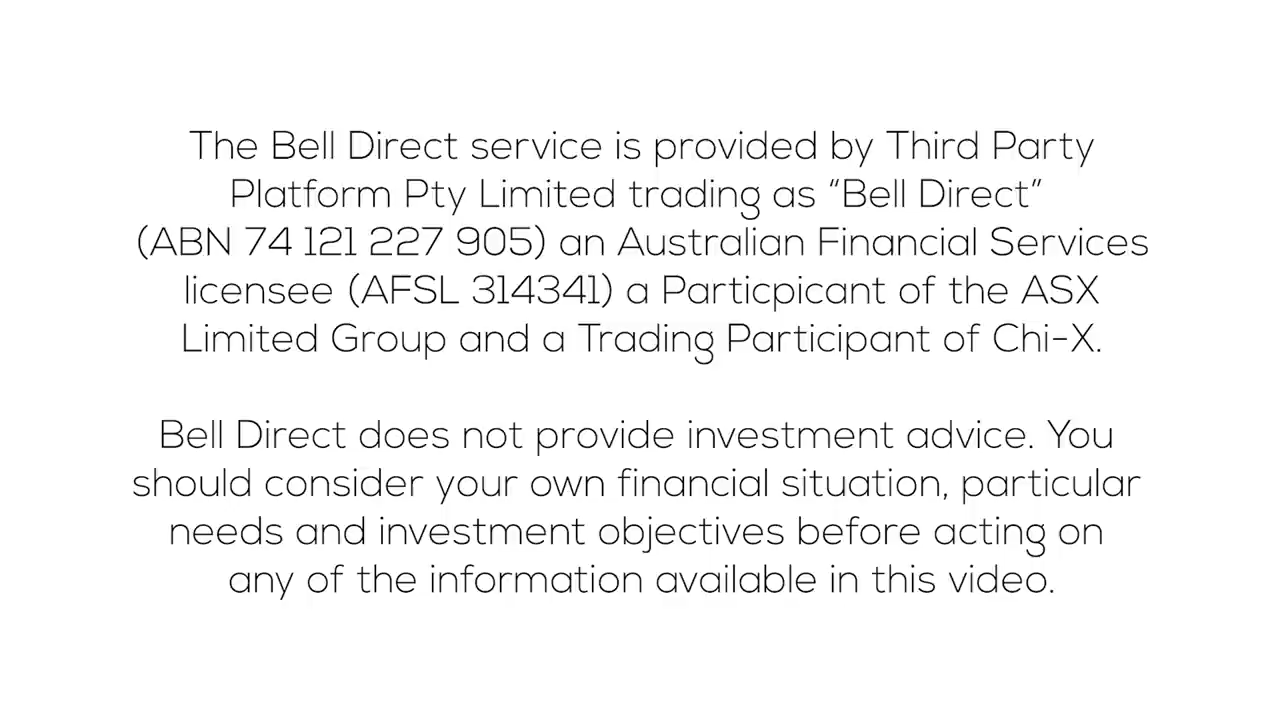 The Bell Direct service is provided by Third Party
Platform Pty Limited trading as “Bell Direct”
(ABN 74 121 227 905) an Australian Financial Services
licensee (AFSL 314341) a Particpicant of the ASX
Limited Group and a Trading Participant of Chi-X.
Bell Direct does not provide investment advice. You
should consider your own financial situation, particular
needs and investment objectives before acting on
any of the information available in this video.